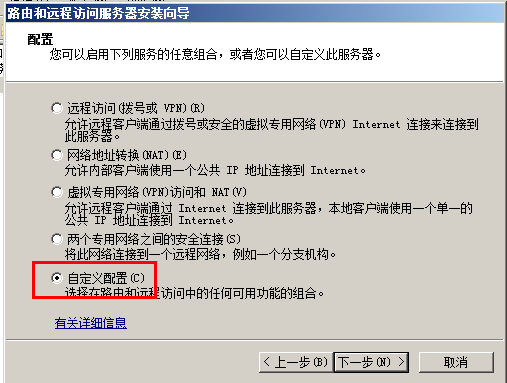 路由和远程访问服务器安装向导
配置
您可以启用下列服务的任意组合，或者您可以自定义此服务器。
远程访问(拨号或 VPN)(R)
允许远程客户端通过拨号或安全的虚拟专用网络(VPN) Internet 连接来连接到
此服务器。
网络地址转换(NAT)(E)
允许内部客户端使用一个公共 IP 地址连接到 Internet。
虚拟专用网络(VPN)访问和 NAT(V)
允许远程客户端通过 Internet 连接到此服务器，本地客户端使用一个单一的
公共 IP 地址连接到 Internet。
两个专用网络之间的安全连接(S)
将此网络连接到一个远程网络，例如一个分支机构。
自定义配置(C)
选择在路由和远程访问中的任何可用功能的组合。
有关详细信息
< 上一步(B) 下一步(N) > 取消